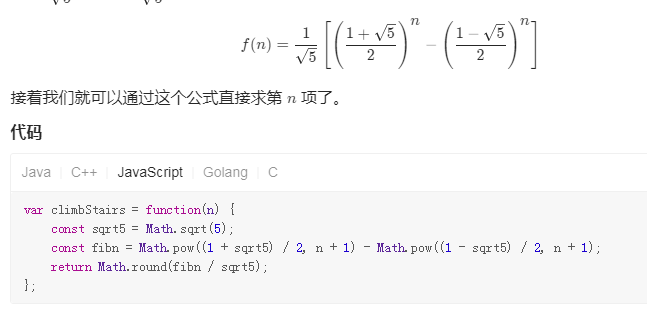 f(n) = \frac{1}{\sqrt{5}} \left[ \left( \frac{1+\sqrt{5}}{2} \right)^n - \left( \frac{1-\sqrt{5}}{2} \right)^n \right]
接着我们就可以通过这个公式直接求第 n 项了。
代码
Java C++ JavaScript Golang C
var climbStairs = function(n) {
    const sqrt5 = Math.sqrt(5);
    const fibn = Math.pow((1 + sqrt5) / 2, n + 1) - Math.pow((1 - sqrt5) / 2, n + 1);
    return Math.round(fibn / sqrt5);
};